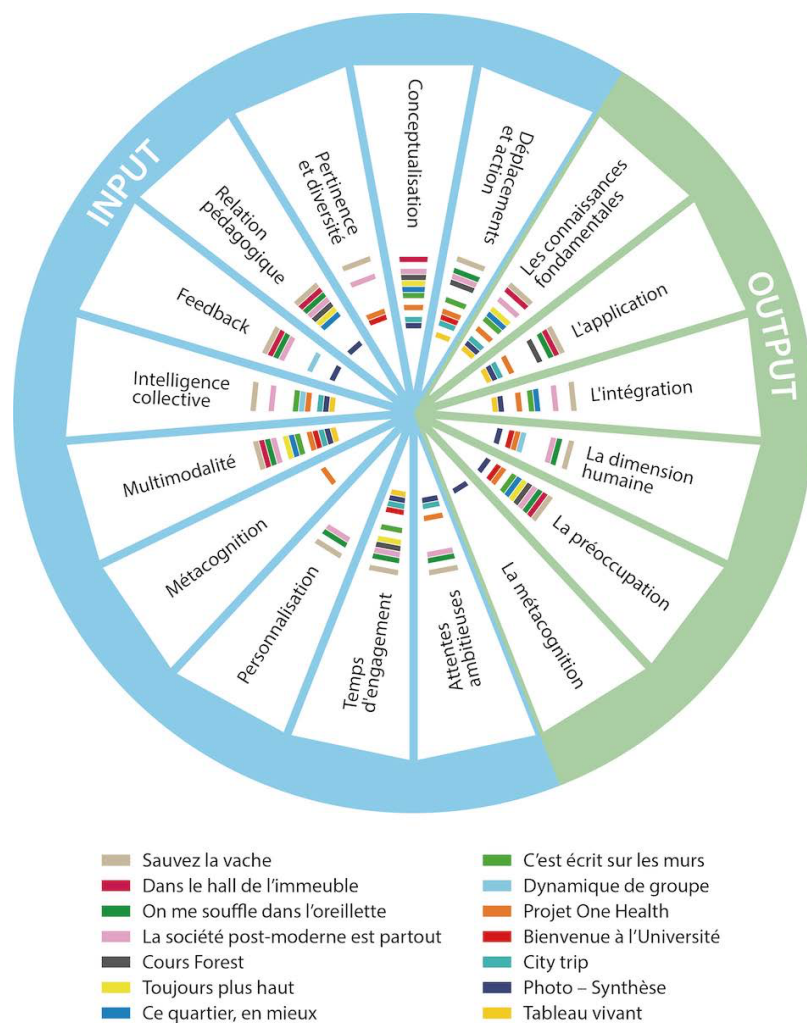 INPUT
OUTPUT
Conceptualisation
Déplacements
et action
Les connaissances
fondamentales
L'application
L'intégration
La dimension
humaine
La préoccupation
La métacognition
Attentes
ambitieuses
Temps
d'engagement
Personnalisation
Métacognition
Multimodalité
Intelligence
collective
Feedback
Relation
pédagogique
Pertinence
et diversité
Sauvez la vache
Dans le hall de l’immeuble
On me souffle dans l’oreillette
La société post-moderne est partout
Cours Forest
Toujours plus haut
Ce quartier, en mieux
C’est écrit sur les murs
Dynamique de groupe
Projet One Health
Bienvenue à l’Université
City trip
Photo – Synthèse
Tableau vivant